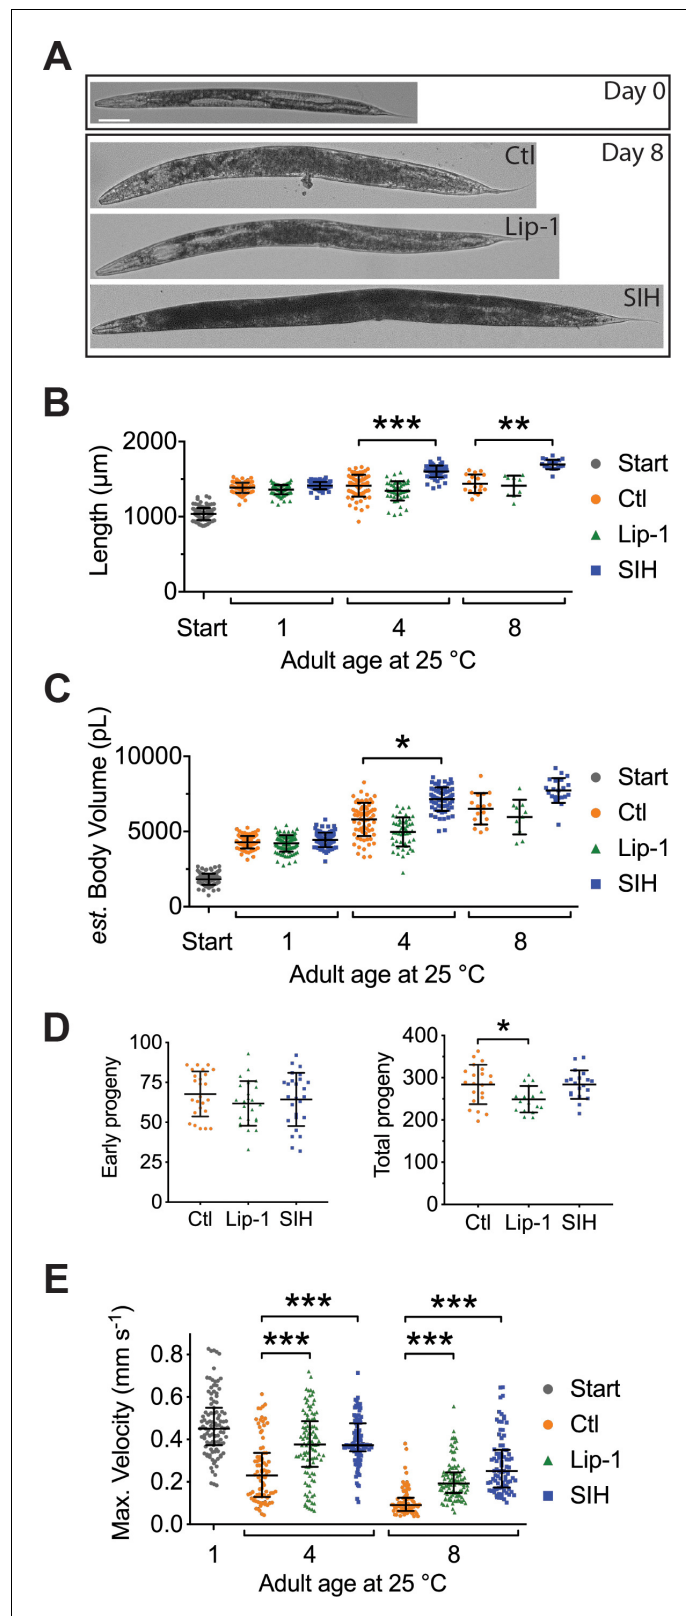 A
Day 0
Ctl
Day 8
Lip-1
SIH
B
***
**
2000
1000
0
Length (µm)
Start
Ctl
Lip-1
SIH
Start 1 4 8
Adult age at 25 °C
C
*
10000
5000
0
est. Body Volume (pL)
Start
Ctl
Lip-1
SIH
Start 1 4 8
Adult age at 25 °C
D
100
75
50
25
0
Early progeny
Ctl Lip-1 SIH
*
400
300
200
100
0
Total progeny
Ctl Lip-1 SIH
E
***
***
***
***
0.8
0.6
0.4
0.2
0.0
Max. Velocity (mm s-1)
Start
Ctl
Lip-1
SIH
1 4 8
Adult age at 25 °C